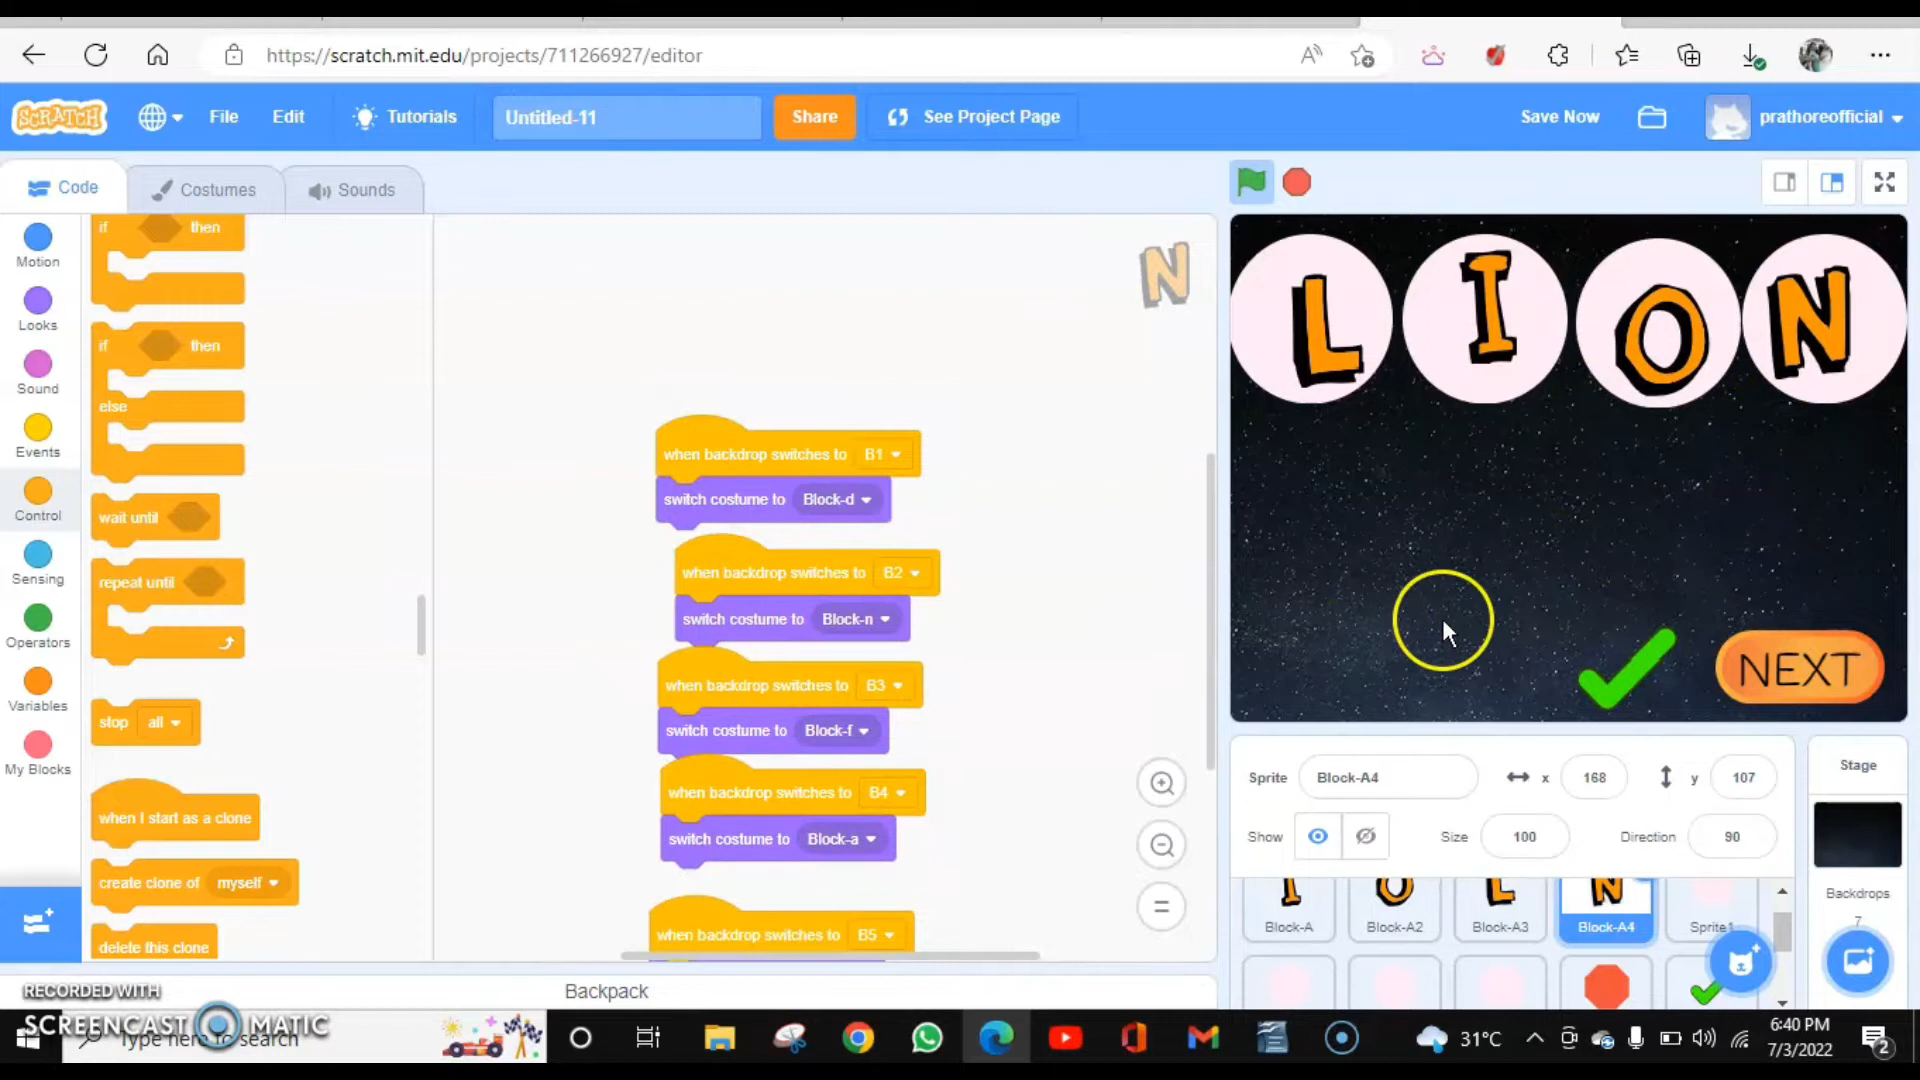 https://scratch.mit.edu/projects/711266927/editor
SCRATCH File Edit Tutorials Untitled-11 Share See Project Page Save Now prathoreofficial
Code Costumes Sounds
Motion
Looks
Sound
Events
Control
Sensing
Operators
Variables
My Blocks
if then
if then
else
wait until
repeat until
stop all
when I start as a clone
create clone of myself
delete this clone
N
when backdrop switches to B1
switch costume to Block-d
when backdrop switches to B2
switch costume to Block-n
when backdrop switches to B3
switch costume to Block-f
when backdrop switches to B4
switch costume to Block-a
when backdrop switches to B5
L I O N
NEXT
Sprite Block-A4 x 168 y 107
Show Size 100 Direction 90
I O L N
Block-A Block-A2 Block-A3 Block-A4 Sprite1
Stage
Backdrops
7
Backpack
RECORDED WITH
SCREENCAST MATIC
Type here to search
31°C
6:40 PM
7/3/2022
2